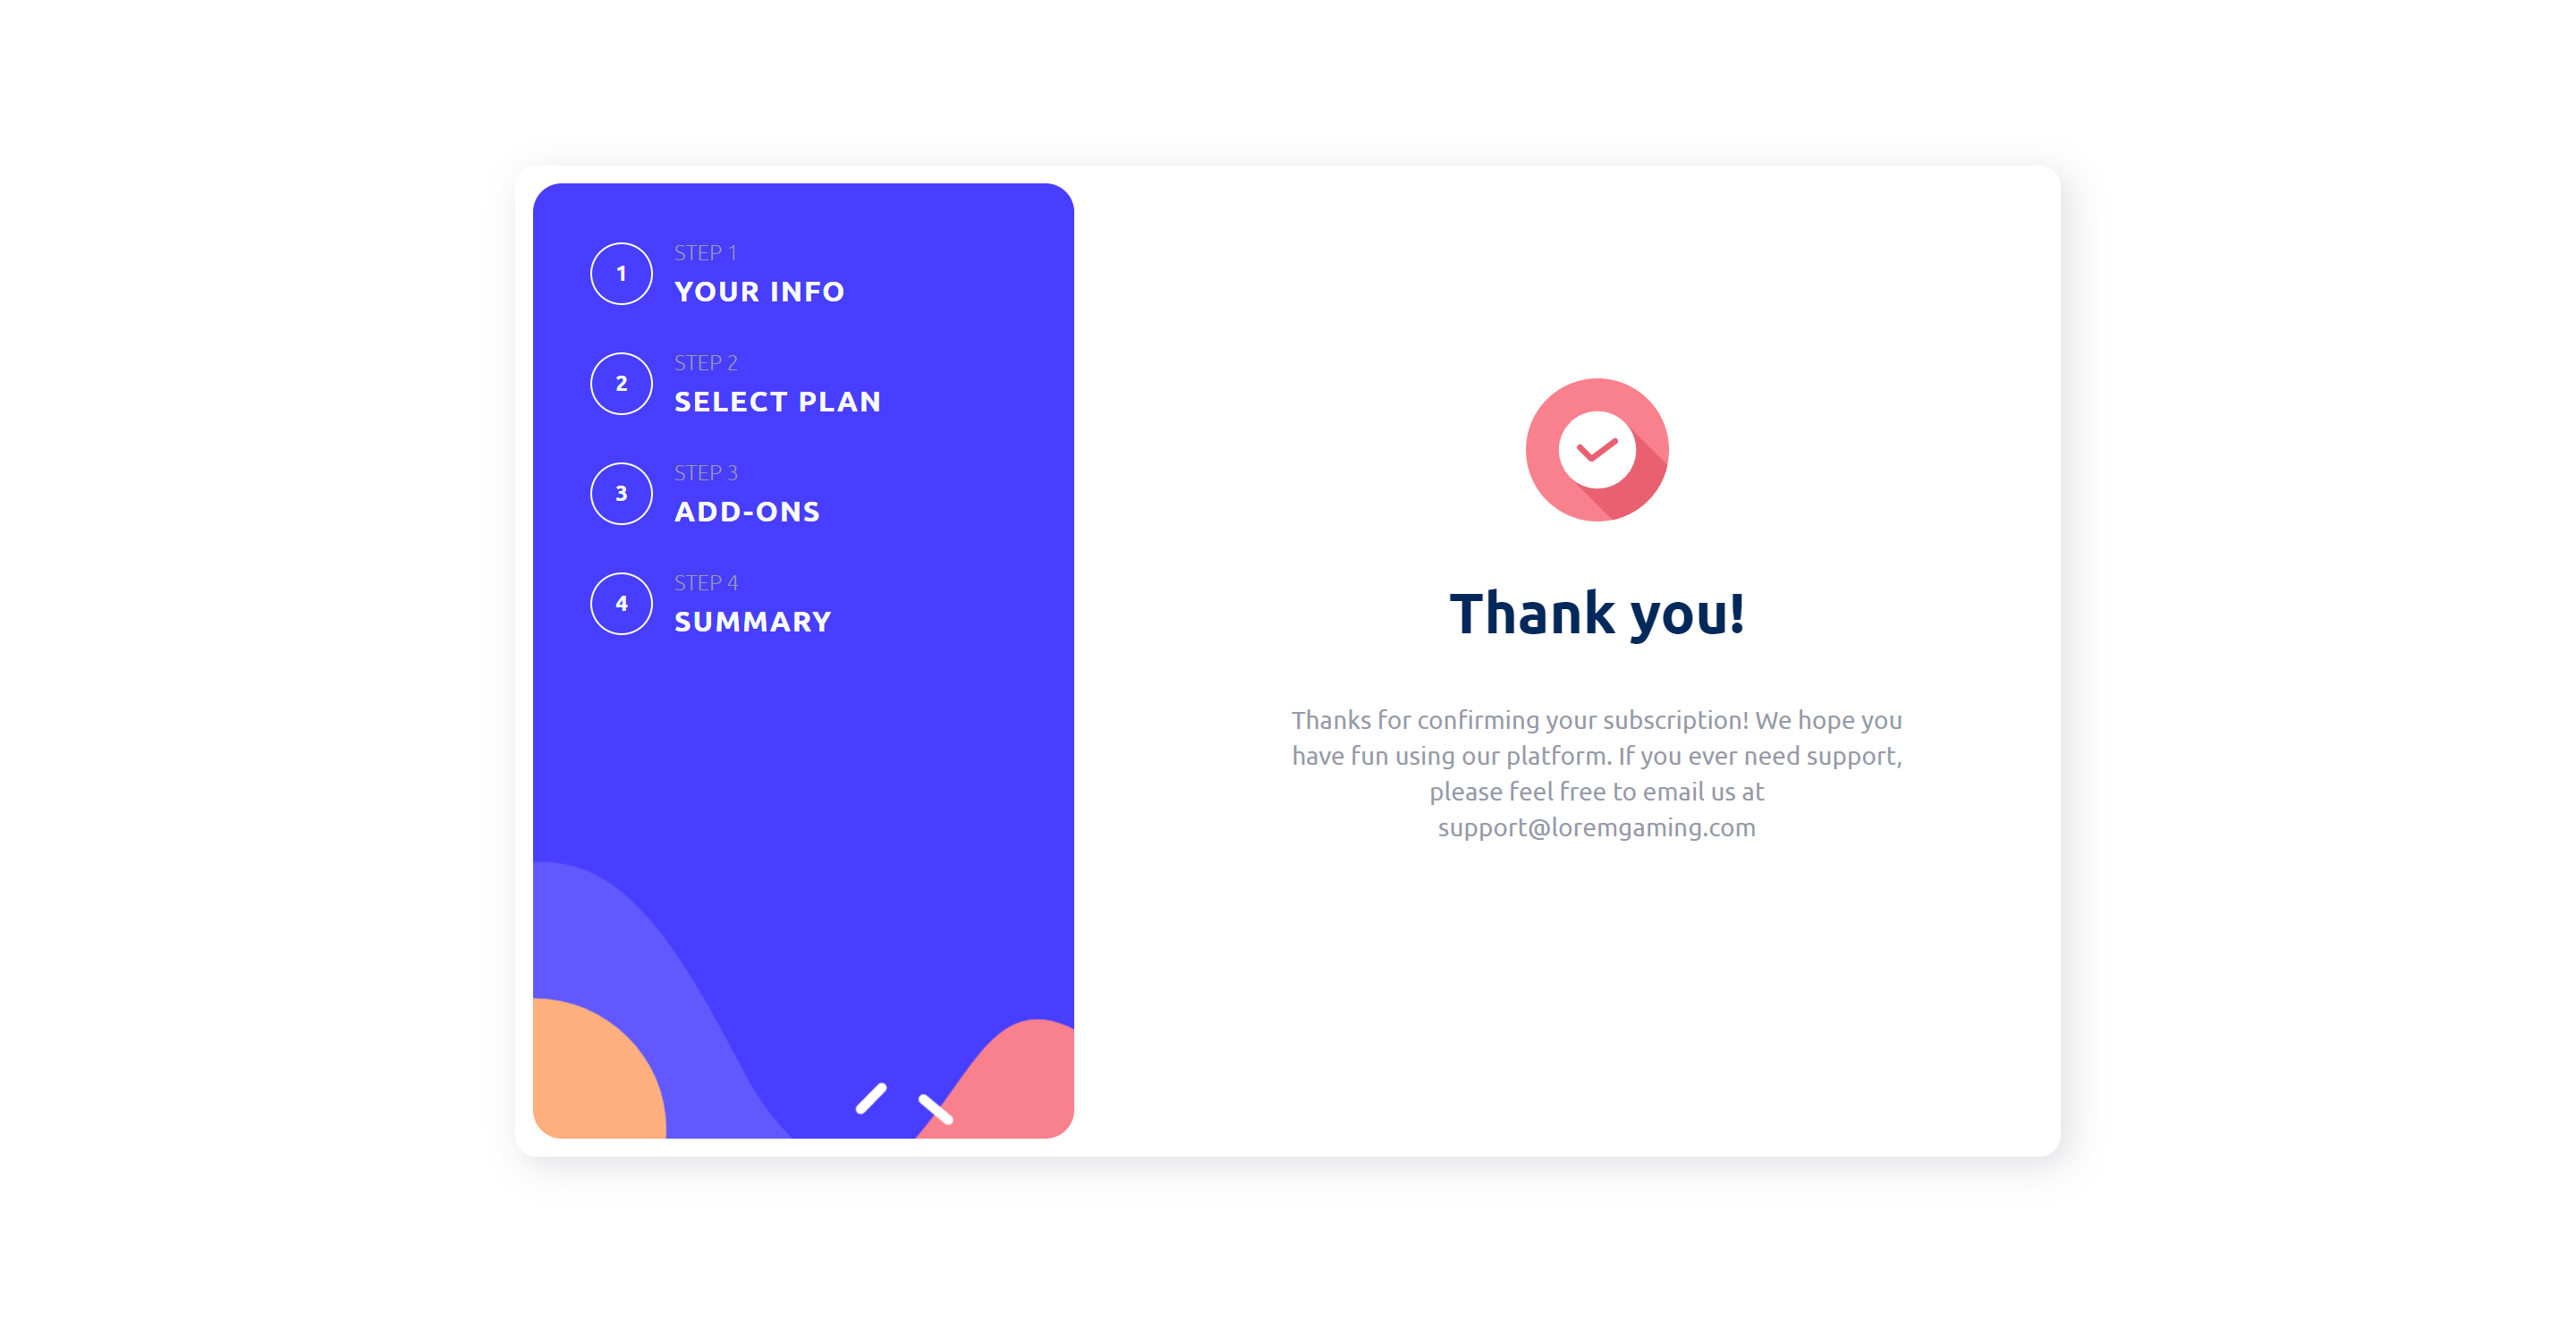 1
STEP 1
YOUR INFO
2
STEP 2
SELECT PLAN
3
STEP 3
ADD-ONS
4
STEP 4
SUMMARY
Thank you!
Thanks for confirming your subscription! We hope you
have fun using our platform. If you ever need support,
please feel free to email us at
support@loremgaming.com